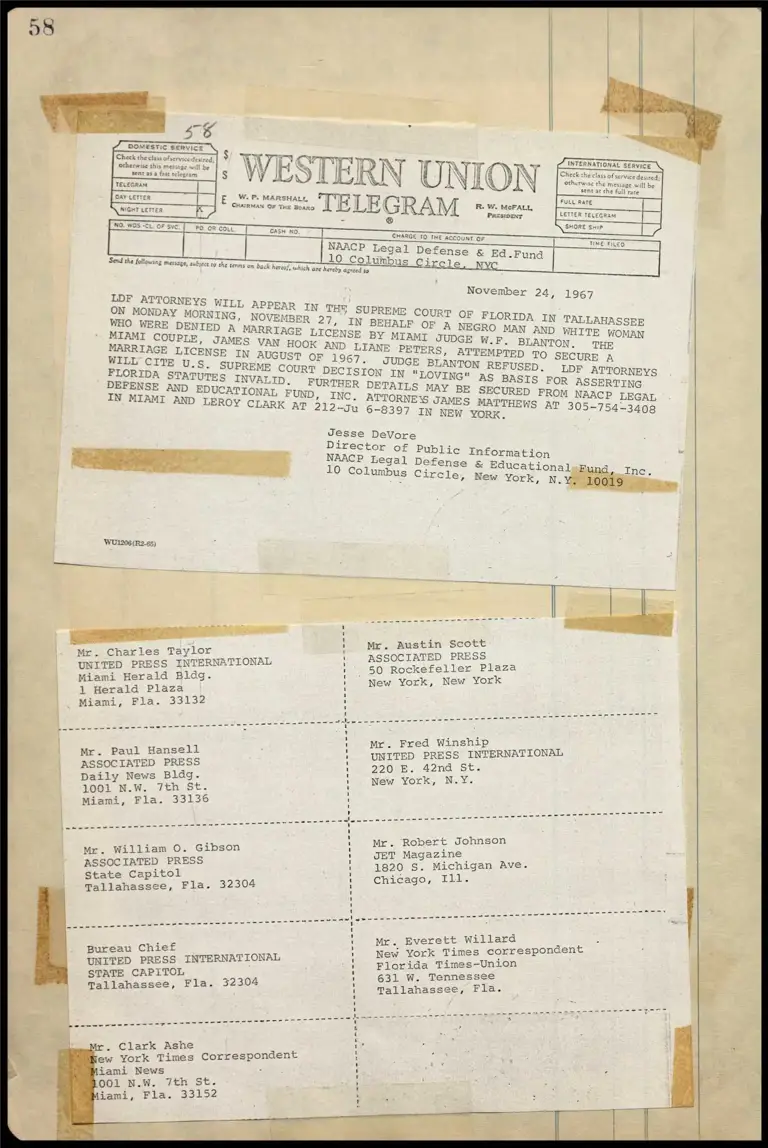 58
58
DOMESTIC SERVICE
Check the class of service desired;
otherwise this message will be
sent as a fast telegram
TELEGRAM
DAY LETTER
NIGHT LETTER X
$
S
E
WESTERN UNION
TELEGRAM
®
W. P. MARSHALL
CHAIRMAN OF THE BOARD
R. W. McFALL
PRESIDENT
INTERNATIONAL SERVICE
Check the class of service desired;
otherwise the message will be
sent at the full rate
FULL RATE
LETTER TELEGRAM
SHORE SHIP
NO. WDS.-CL. OF SVC.
PD. OR COLL.
CASH NO.
CHARGE TO THE ACCOUNT OF
TIME FILED
NAACP Legal Defense & Ed.Fund
10 Columbus Circle, NYC
Send the following message, subject to the terms on back hereof, which are hereby agreed to
November 24, 1967
LDF ATTORNEYS WILL APPEAR IN THE SUPREME COURT OF FLORIDA IN TALLAHASSEE
ON MONDAY MORNING, NOVEMBER 27, IN BEHALF OF A NEGRO MAN AND WHITE WOMAN
WHO WERE DENIED A MARRIAGE LICENSE BY MIAMI JUDGE W.F. BLANTON. THE
MIAMI COUPLE, JAMES VAN HOOK AND LIANE PETERS, ATTEMPTED TO SECURE A
MARRIAGE LICENSE IN AUGUST OF 1967. JUDGE BLANTON REFUSED. LDF ATTORNEYS
WILL CITE U.S. SUPREME COURT DECISION IN "LOVING" AS BASIS FOR ASSERTING
FLORIDA STATUTES INVALID. FURTHER DETAILS MAY BE SECURED FROM NAACP LEGAL
DEFENSE AND EDUCATIONAL FUND, INC. ATTORNEYS JAMES MATTHEWS AT 305-754-3408
IN MIAMI AND LEROY CLARK AT 212-Ju 6-8397 IN NEW YORK.
Jesse DeVore
Director of Public Information
NAACP Legal Defense & Educational Fund, Inc.
10 Columbus Circle, New York, N.Y. 10019
WU1206 (R2-65)
Mr. Charles Taylor
UNITED PRESS INTERNATIONAL
Miami Herald Bldg.
1 Herald Plaza
Miami, Fla. 33132
Mr. Austin Scott
ASSOCIATED PRESS
50 Rockefeller Plaza
New York, New York
Mr. Paul Hansell
ASSOCIATED PRESS
Daily News Bldg.
1001 N.W. 7th St.
Miami, Fla. 33136
Mr. Fred Winship
UNITED PRESS INTERNATIONAL
220 E. 42nd St.
New York, N.Y.
Mr. William O. Gibson
ASSOCIATED PRESS
State Capitol
Tallahassee, Fla. 32304
Mr. Robert Johnson
JET Magazine
1820 S. Michigan Ave.
Chicago, Ill.
Bureau Chief
UNITED PRESS INTERNATIONAL
STATE CAPITOL
Tallahassee, Fla. 32304
Mr. Everett Willard
New York Times correspondent
Florida Times-Union
631 W. Tennessee
Tallahassee, Fla.
Mr. Clark Ashe
New York Times Correspondent
Miami News
1001 N.W. 7th St.
Miami, Fla. 33152